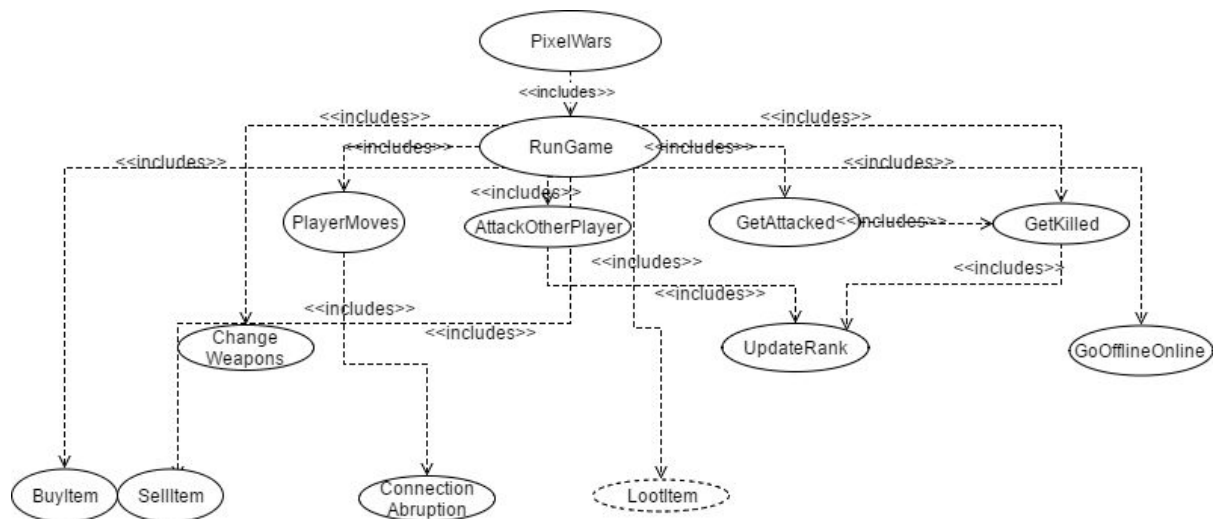 PixelWars
<<includes>>
<<includes>>
RunGame
<<includes>>
<<includes>>
<<includes>>
<<includes>>
<<includes>>
<<includes>>
PlayerMoves
AttackOtherPlayer
GetAttacked
<<includes>>
GetKilled
<<includes>>
<<includes>>
<<includes>>
<<includes>>
<<includes>>
Change
Weapons
UpdateRank
GoOfflineOnline
BuyItem
SellItem
Connection
Abruption
LootItem